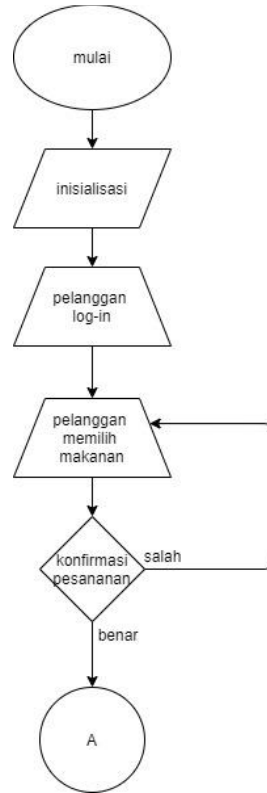 mulai
inisialisasi
pelanggan
log-in
pelanggan
memilih
makanan
konfirmasi
pesananan
salah
benar
A